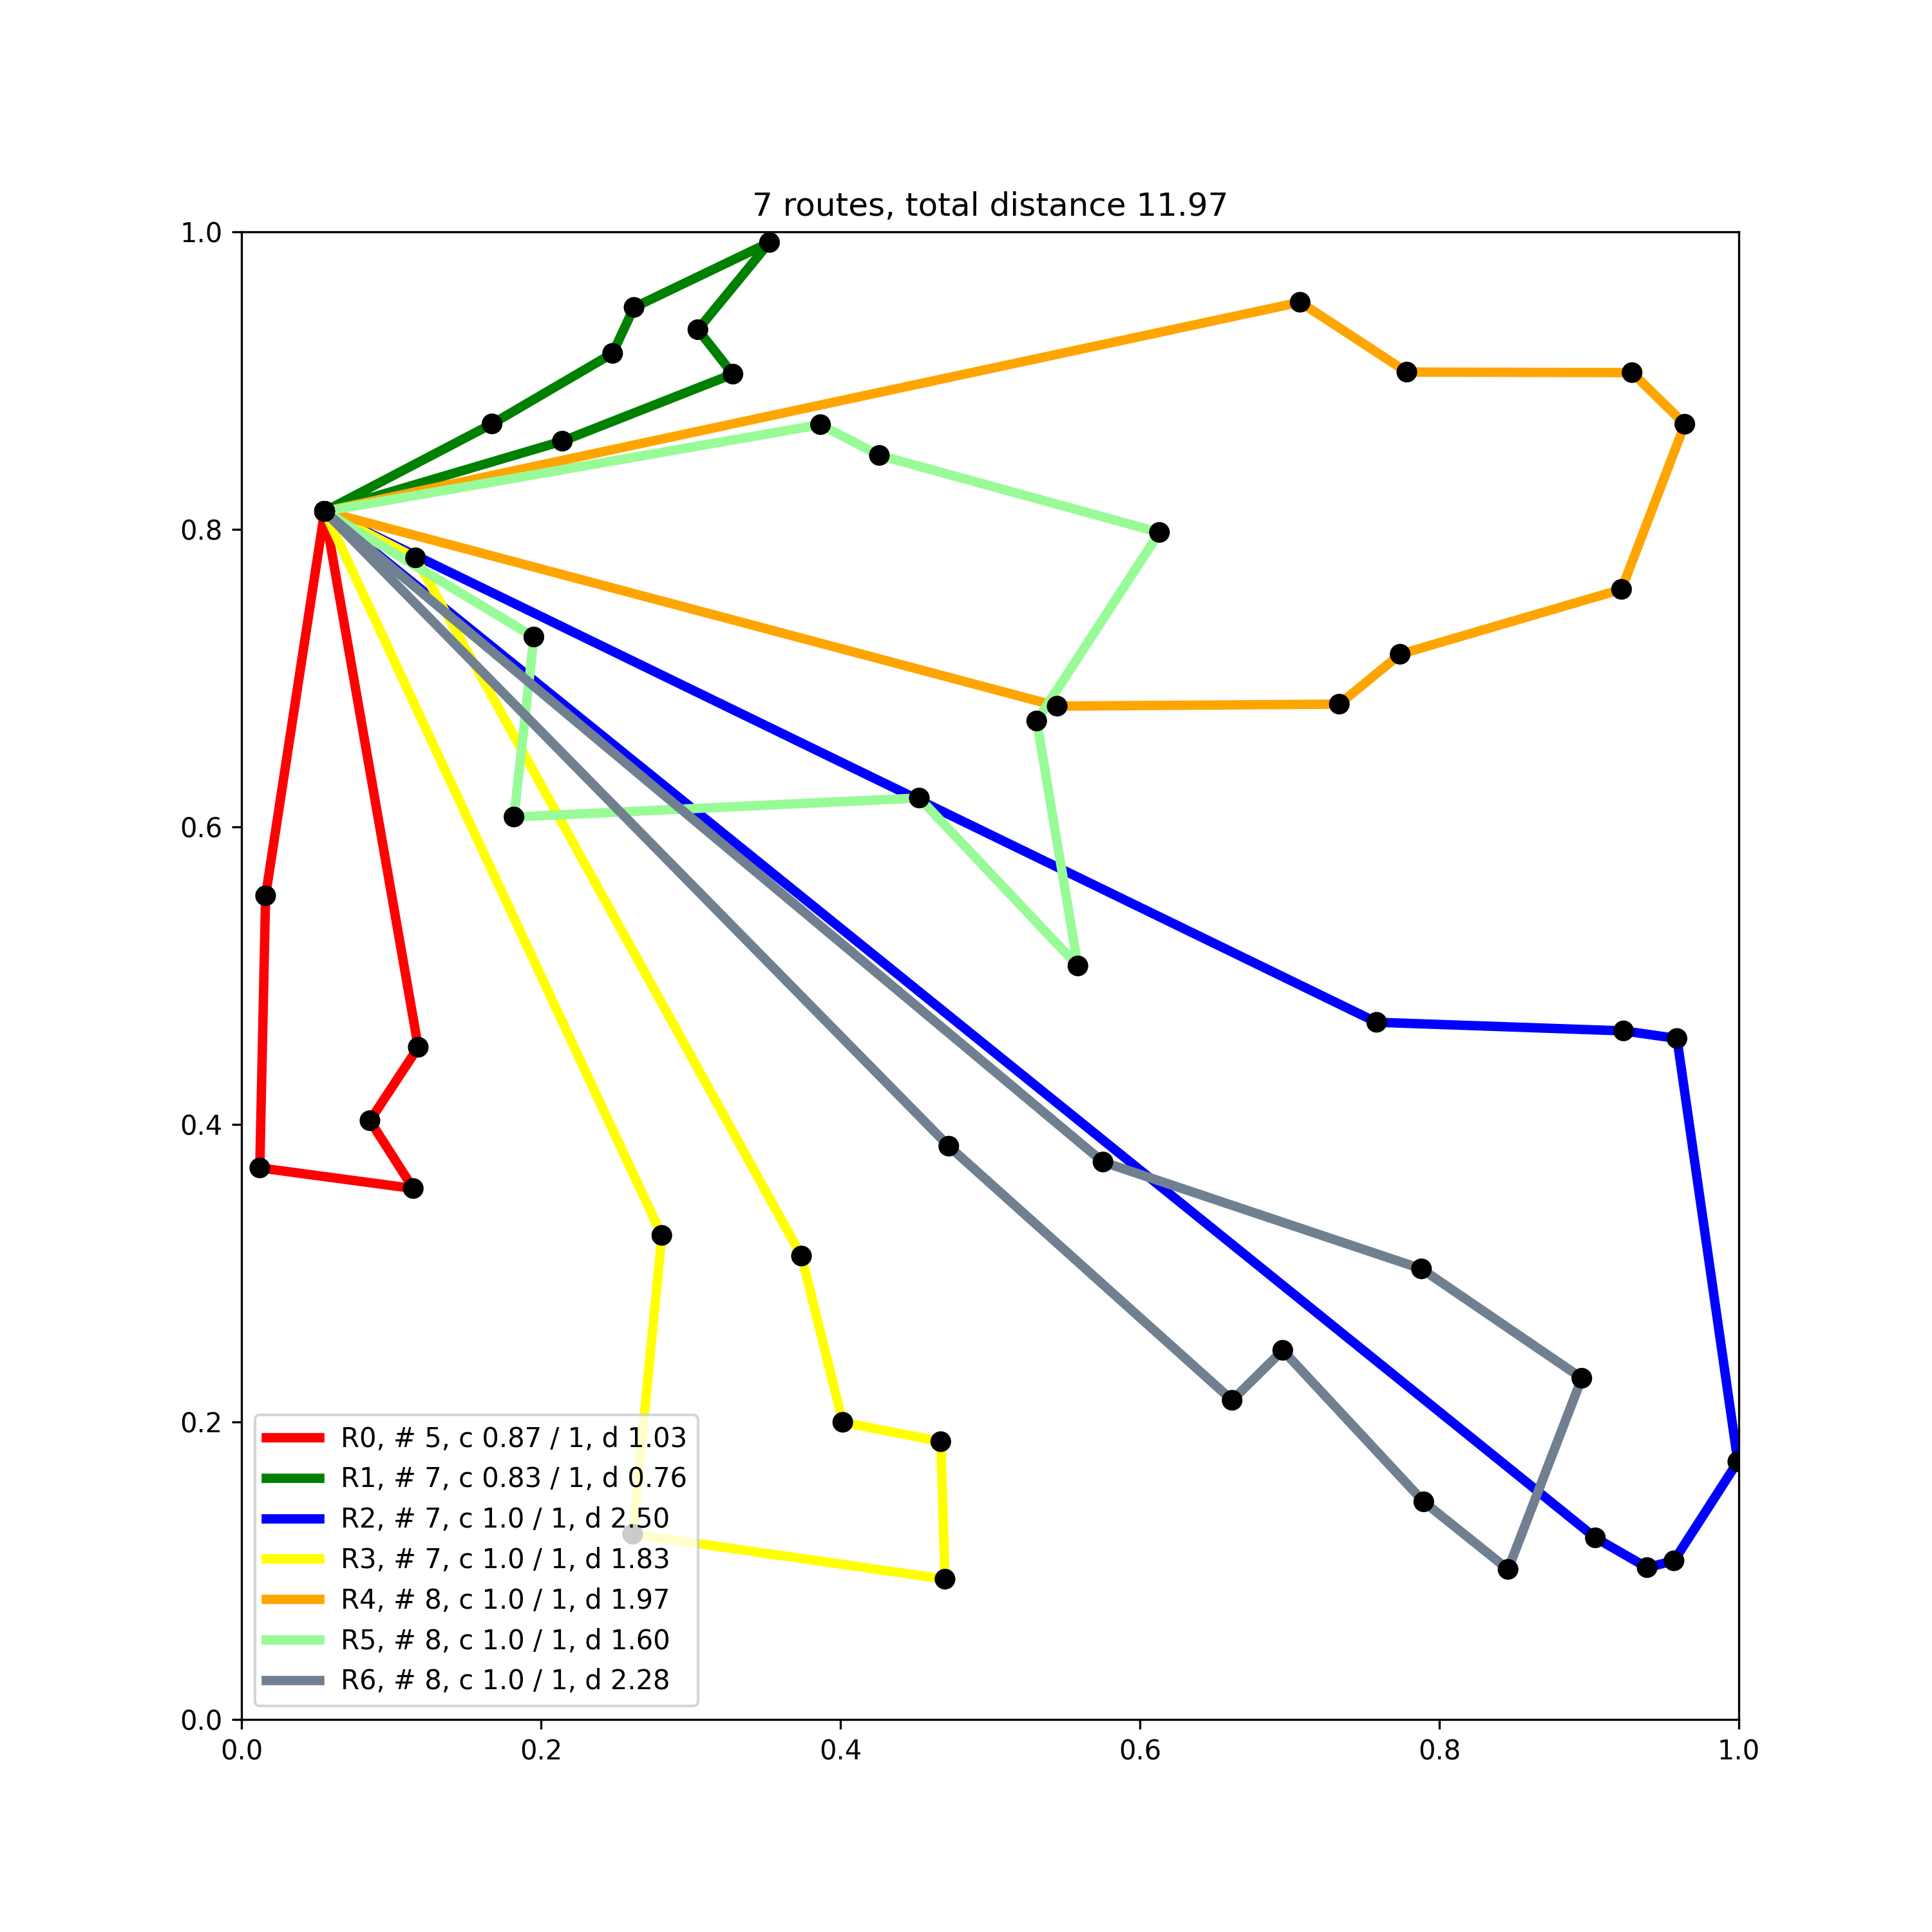 7 routes, total distance 11.97
1.0
0.8
0.6
0.4
0.2
0.0
R0, # 5, c 0.87 / 1, d 1.03
R1, # 7, c 0.83 / 1, d 0.76
R2, # 7, c 1.0 / 1, d 2.50
R3, # 7, c 1.0 / 1, d 1.83
R4, # 8, c 1.0 / 1, d 1.97
R5, # 8, c 1.0 / 1, d 1.60
R6, # 8, c 1.0 / 1, d 2.28
0.0 0.2 0.4 0.6 0.8 1.0